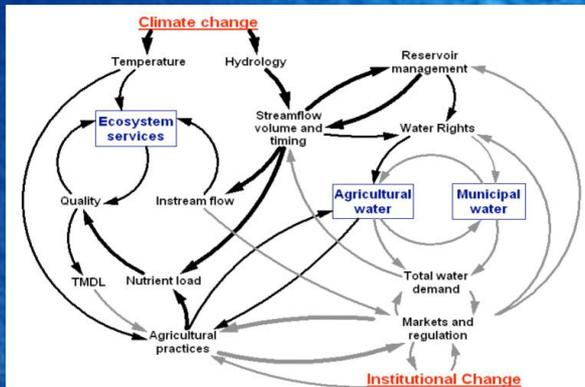 Climate change
Temperature
Hydrology
Reservoir
management
Ecosystem
services
Streamflow
volume and
timing
Water Rights
Quality
Instream flow
Agricultural
water
Municipal
water
TMDL
Nutrient load
Total water
demand
Agricultural
practices
Markets and
regulation
Institutional Change